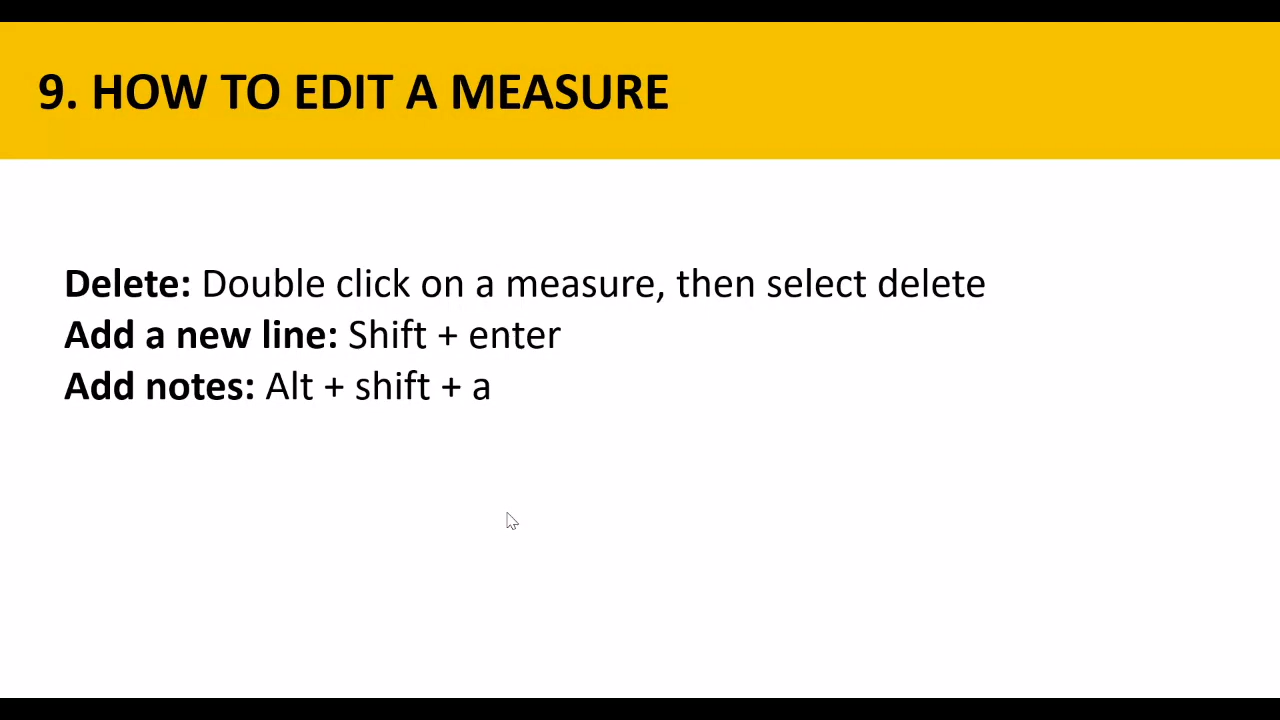 9. HOW TO EDIT A MEASURE
Delete: Double click on a measure, then select delete
Add a new line: Shift + enter
Add notes: Alt + shift + a